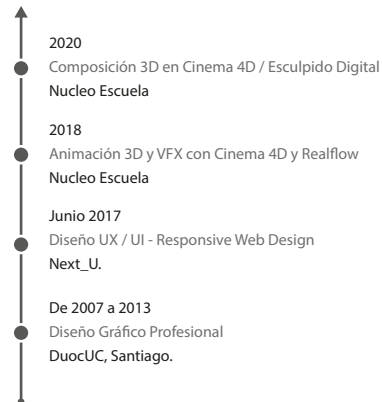 2020
Composición 3D en Cinema 4D / Esculpido Digital
Nucleo Escuela
2018
Animación 3D y VFX con Cinema 4D y Realflow
Nucleo Escuela
Junio 2017
Diseño UX / UI - Responsive Web Design
Next_U.
De 2007 a 2013
Diseño Gráfico Profesional
DuocUC, Santiago.